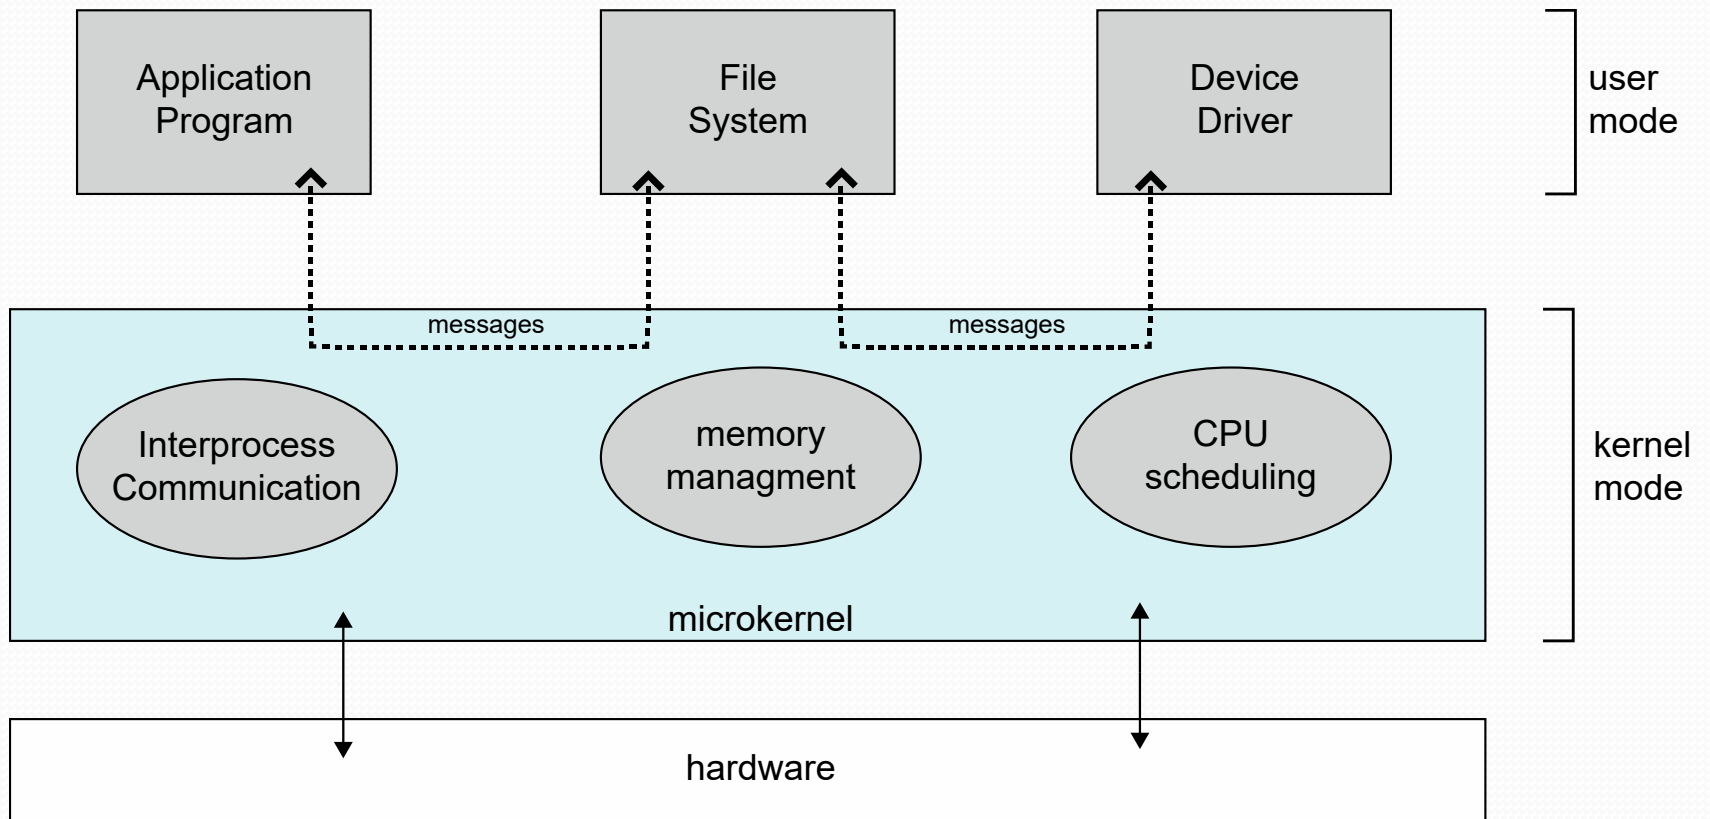 Application
Program
File
System
Device
Driver
user
mode
messages
messages
Interprocess
Communication
memory
managment
CPU
scheduling
kernel
mode
microkernel
hardware